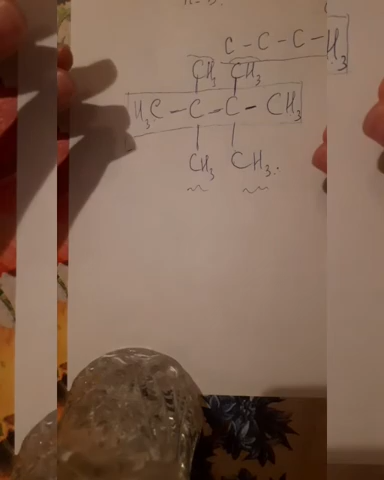 C - C - C - H₃
CH₃ CH₃
H₃C - C - C - CH₃
CH₃ CH₃.